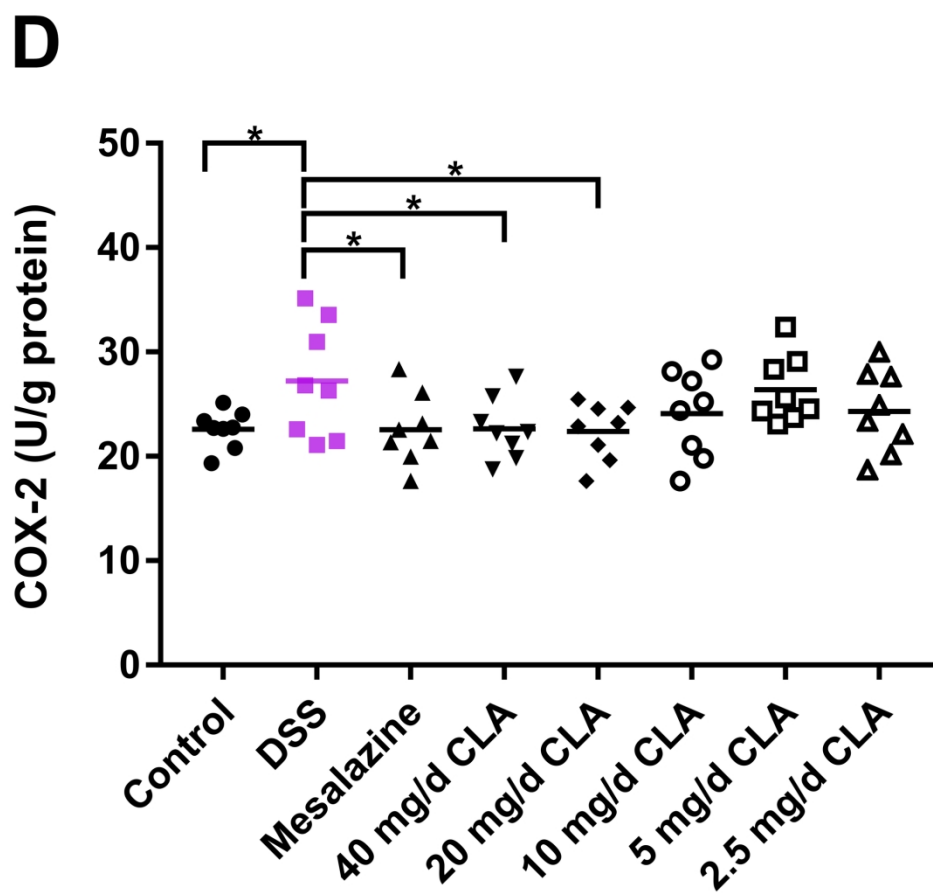 D
COX-2 (U/g protein)
50
40
30
20
10
0
*
*
*
*
Control
DSS
Mesalazine
40 mg/d CLA
20 mg/d CLA
10 mg/d CLA
5 mg/d CLA
2.5 mg/d CLA